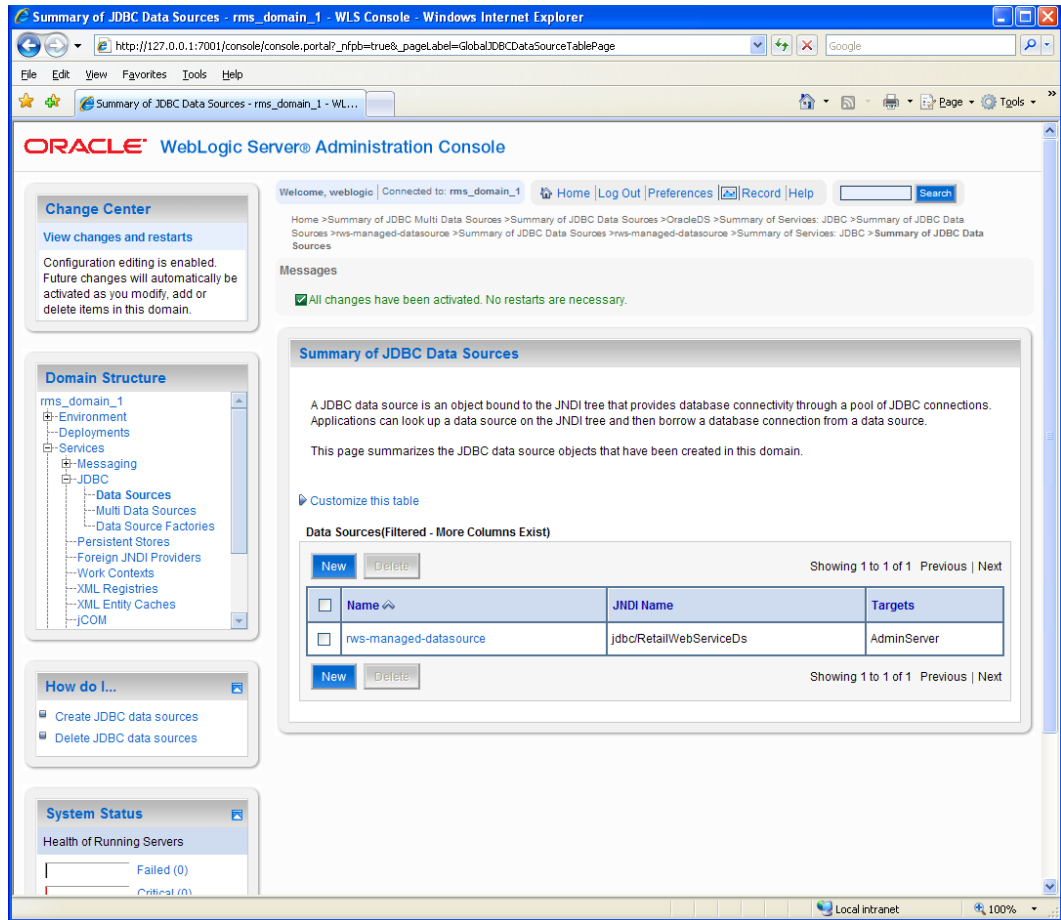 Summary of JDBC Data Sources - rms_domain_1 - WLS Console - Windows Internet Explorer
http://127.0.0.1:7001/console/console.portal?_nfpb=true&_pageLabel=GlobalJDBCDataSourceTablePage
Google
File Edit View Favorites Tools Help
Summary of JDBC Data Sources - rms_domain_1 - WL...
Page Tools »
ORACLE WebLogic Server® Administration Console
Change Center
View changes and restarts
Configuration editing is enabled.
Future changes will automatically be
activated as you modify, add or
delete items in this domain.
Domain Structure
rms_domain_1
Environment
Deployments
Services
Messaging
JDBC
Data Sources
Multi Data Sources
Data Source Factories
Persistent Stores
Foreign JNDI Providers
Work Contexts
XML Registries
XML Entity Caches
jCOM
How do I...
Create JDBC data sources
Delete JDBC data sources
System Status
Health of Running Servers
Failed (0)
Critical (0)
Welcome, weblogic Connected to: rms_domain_1 Home Log Out Preferences Record Help Search
Home >Summary of JDBC Multi Data Sources >Summary of JDBC Data Sources >OracleDS >Summary of Services: JDBC >Summary of JDBC Data
Sources >rws-managed-datasource >Summary of JDBC Data Sources >rws-managed-datasource >Summary of Services: JDBC >Summary of JDBC Data
Sources
Messages
All changes have been activated. No restarts are necessary.
Summary of JDBC Data Sources
A JDBC data source is an object bound to the JNDI tree that provides database connectivity through a pool of JDBC connections.
Applications can look up a data source on the JNDI tree and then borrow a database connection from a data source.
This page summarizes the JDBC data source objects that have been created in this domain.
Customize this table
Data Sources(Filtered - More Columns Exist)
New Delete Showing 1 to 1 of 1 Previous | Next
Name JNDI Name Targets
rws-managed-datasource jdbc/RetailWebServiceDs AdminServer
New Delete Showing 1 to 1 of 1 Previous | Next
Local intranet 100%